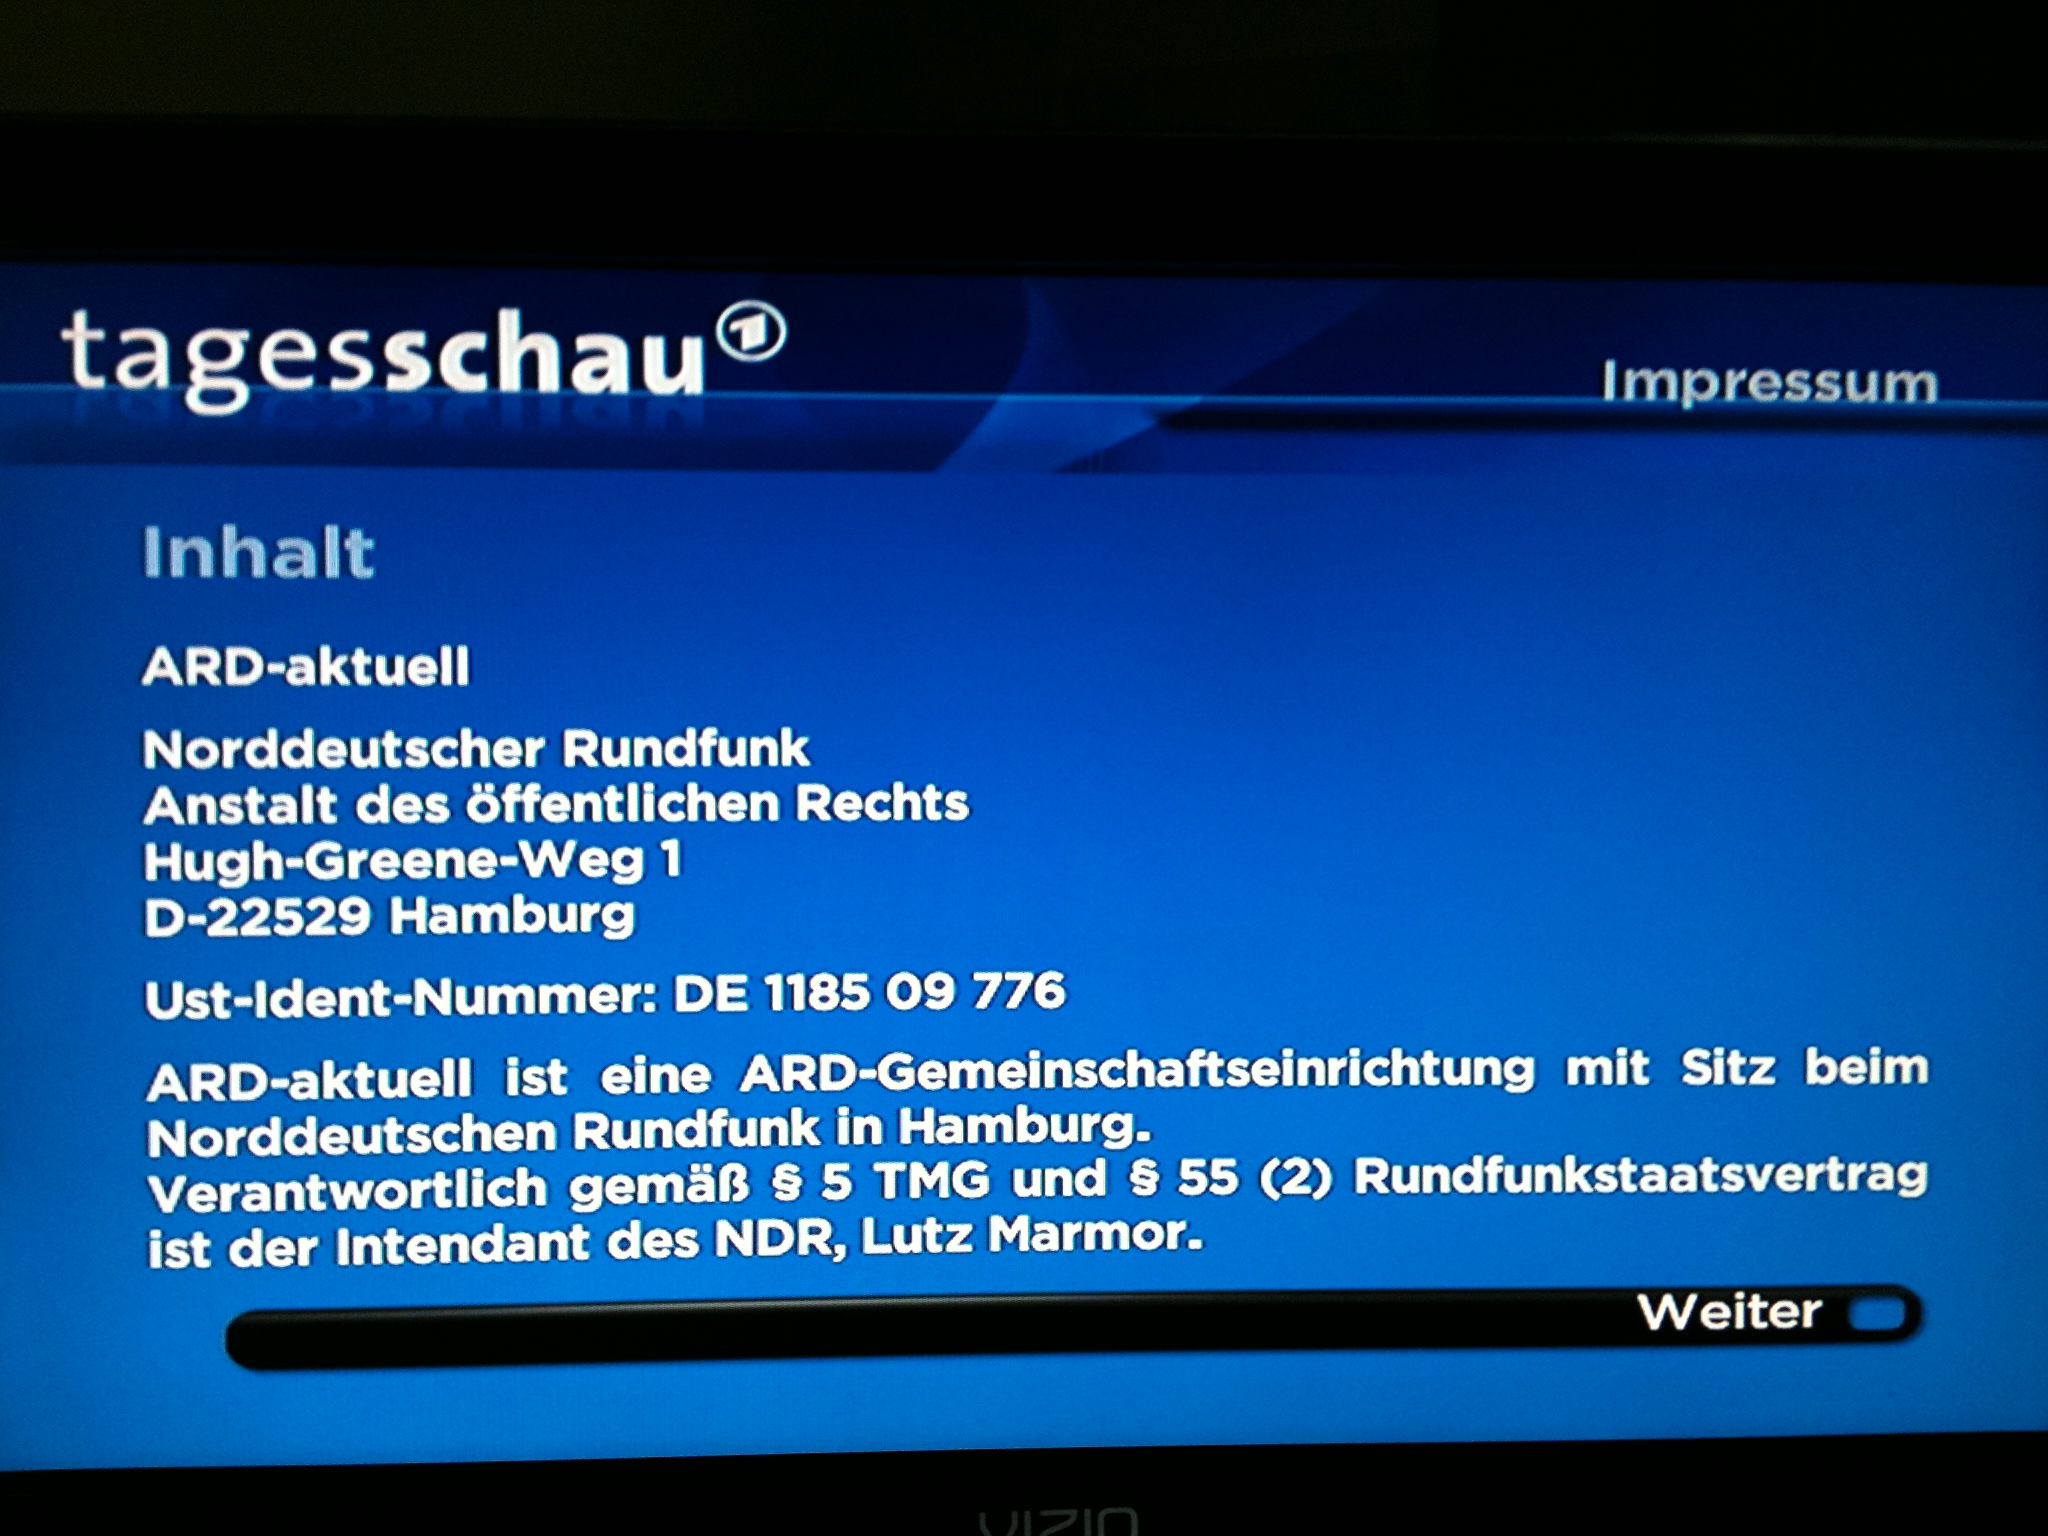 tagesschau
Impressum
Inhalt
ARD-aktuell
Norddeutscher Rundfunk
Anstalt des öffentlichen Rechts
Hugh-Greene-Weg 1
D-22529 Hamburg
Ust-Ident-Nummer: DE 1185 09 776
ARD-aktuell ist eine ARD-Gemeinschaftseinrichtung mit Sitz beim
Norddeutschen Rundfunk in Hamburg.
Verantwortlich gemäß § 5 TMG und § 55 (2) Rundfunkstaatsvertrag
ist der Intendant des NDR, Lutz Marmor.
Weiter
VIZIO